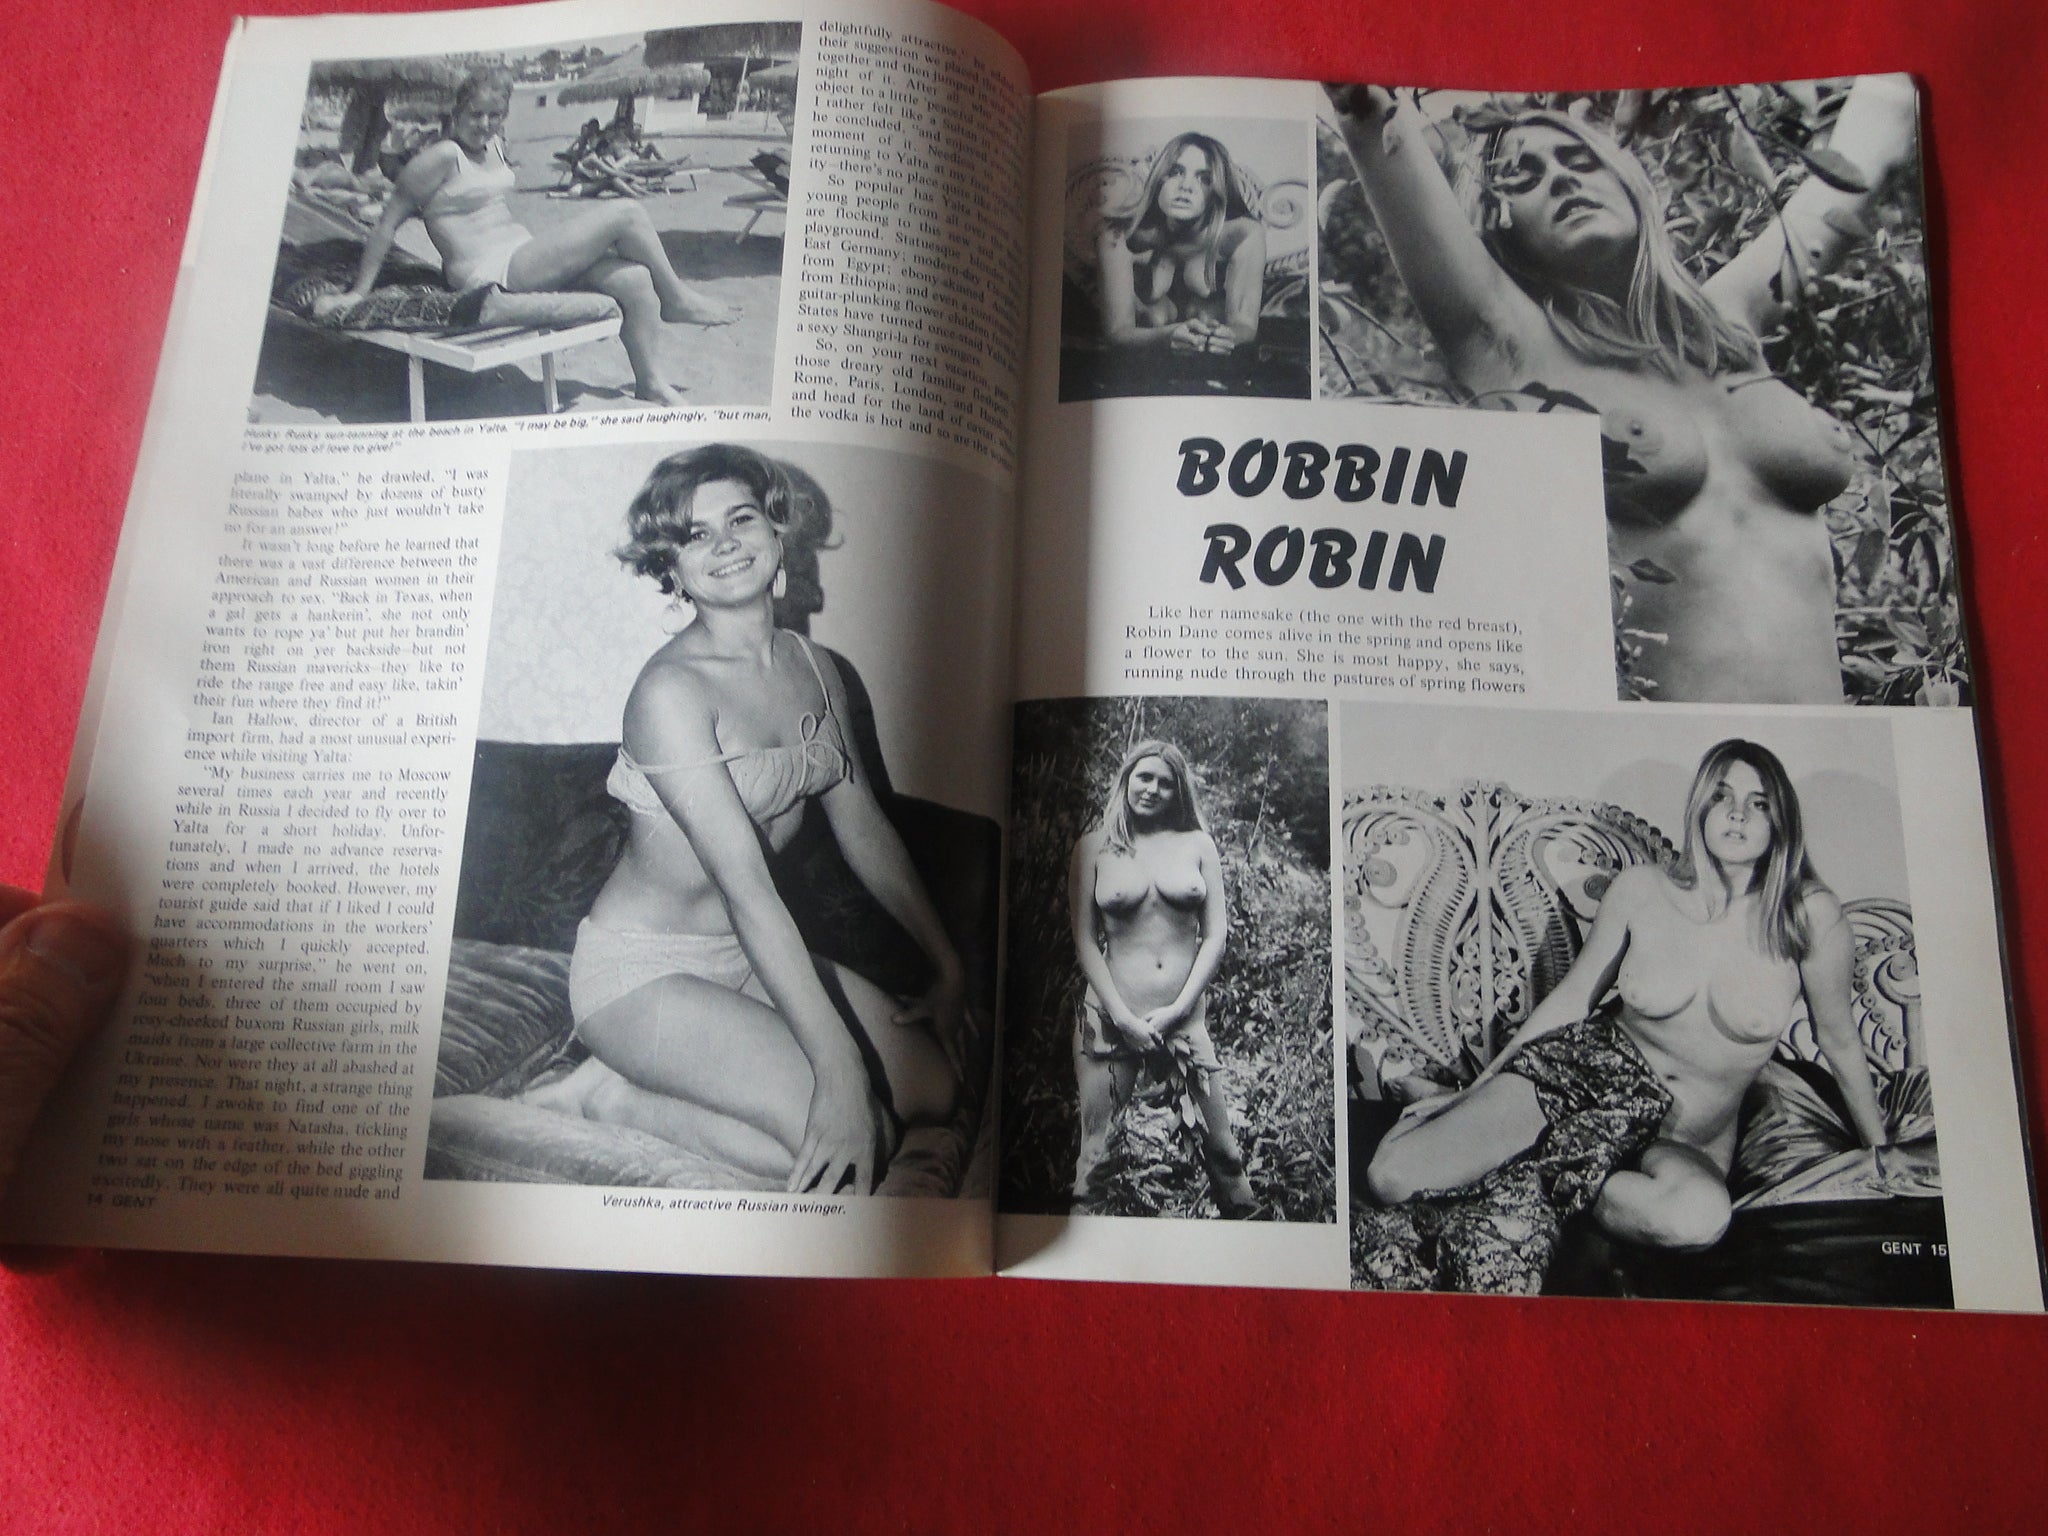 Husky Rusky sun-tanning at the beach in Yalta. "I may be big," she said laughingly, "but man,
I've got lots of love to give!"
plane in Yalta," he drawled, "I was
literally swamped by dozens of busty
Russian babes who just wouldn't take
no for an answer!"
It wasn't long before he learned that
there was a vast difference between the
American and Russian women in their
approach to sex. "Back in Texas, when
a gal gets a hankerin', she not only
wants to rope ya' but put her brandin'
iron right on yer backside—but not
them Russian mavericks—they like to
ride the range free and easy like, takin'
their fun where they find it!"
Ian Hallow, director of a British
import firm, had a most unusual experi-
ence while visiting Yalta:
"My business carries me to Moscow
several times each year and recently
while in Russia I decided to fly over to
Yalta for a short holiday. Unfor-
tunately, I made no advance reserva-
tions and when I arrived, the hotels
were completely booked. However, my
tourist guide said that if I liked I could
have accommodations in the workers'
quarters which I quickly accepted.
Much to my surprise," he went on,
"when I entered the small room I saw
four beds, three of them occupied by
rosy-cheeked buxom Russian girls, milk
maids from a large collective farm in the
Ukraine. Nor were they at all abashed at
my presence. That night, a strange thing
happened. I awoke to find one of the
girls whose name was Natasha, tickling
my nose with a feather, while the other
two sat on the edge of the bed giggling
excitedly. They were all quite nude and
14 GENT
delightfully attractive," he added
their suggestion we placed the
together and then jumped in and
night of it. After all, who
object to a little 'peaceful
I rather felt like a Sultan in a
he concluded, "and enjoyed every
moment of it. Needless to
returning to Yalta at my first
ity—there's no place quite like it
So popular has Yalta become
young people from all over the
are flocking to this new
playground. Statuesque blondes
East Germany; modern-day
from Egypt; ebony-skinned
from Ethiopia; and even a contingent
guitar-plunking flower children from
States have turned once-staid Yalta
a sexy Shangri-la for swingers.
So, on your next vacation,
those dreary old familiar fleshpots
Rome, Paris, London, and
and head for the land of caviar,
the vodka is hot and so are the
Verushka, attractive Russian swinger.
BOBBIN
ROBIN
Like her namesake (the one with the red breast),
Robin Dane comes alive in the spring and opens like
a flower to the sun. She is most happy, she says,
running nude through the pastures of spring flowers
GENT 15